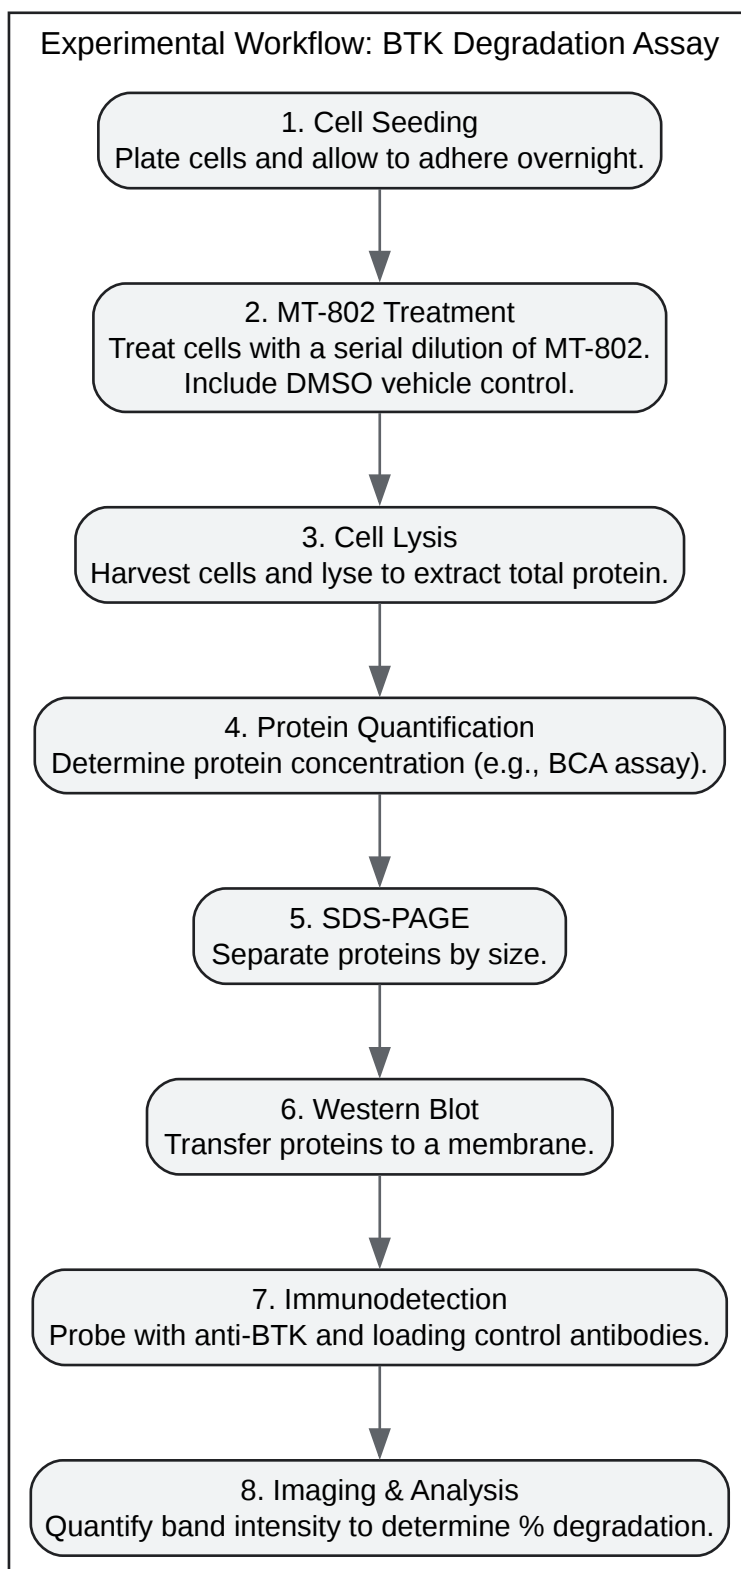 Experimental Workflow: BTK Degradation Assay
1. Cell Seeding
Plate cells and allow to adhere overnight.
2. MT-802 Treatment
Treat cells with a serial dilution of MT-802.
Include DMSO vehicle control.
3. Cell Lysis
Harvest cells and lyse to extract total protein.
4. Protein Quantification
Determine protein concentration (e.g., BCA assay).
5. SDS-PAGE
Separate proteins by size.
6. Western Blot
Transfer proteins to a membrane.
7. Immunodetection
Probe with anti-BTK and loading control antibodies.
8. Imaging & Analysis
Quantify band intensity to determine % degradation.